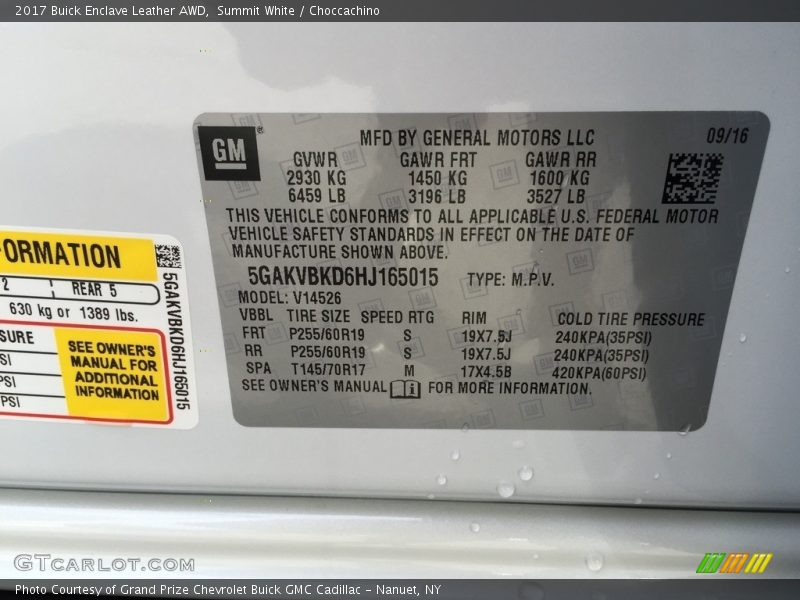 2017 Buick Enclave Leather AWD,  Summit White / Choccachino
GM
MFD BY GENERAL MOTORS LLC
09/16
GVWR GAWR FRT GAWR RR
2930 KG 1450 KG 1600 KG
6459 LB 3196 LB 3527 LB
THIS VEHICLE CONFORMS TO ALL APPLICABLE U.S. FEDERAL MOTOR
VEHICLE SAFETY STANDARDS IN EFFECT ON THE DATE OF
MANUFACTURE SHOWN ABOVE.
5GAKVBKD6HJ165015 TYPE: M.P.V.
MODEL: V14526
VBBL TIRE SIZE SPEED RTG RIM COLD TIRE PRESSURE
FRT P255/60R19 S 19X7.5J 240KPA(35PSI)
RR P255/60R19 S 19X7.5J 240KPA(35PSI)
SPA T145/70R17 M 17X4.5B 420KPA(60PSI)
SEE OWNER'S MANUAL FOR MORE INFORMATION.
ORMATION
2 REAR 5
630 kg or 1389 lbs.
SURE
SI
PSI
PSI
SEE OWNER'S
MANUAL FOR
ADDITIONAL
INFORMATION
5GAKVBKD6HJ165015
GTCARLOT.COM
Photo Courtesy of Grand Prize Chevrolet Buick GMC Cadillac - Nanuet, NY